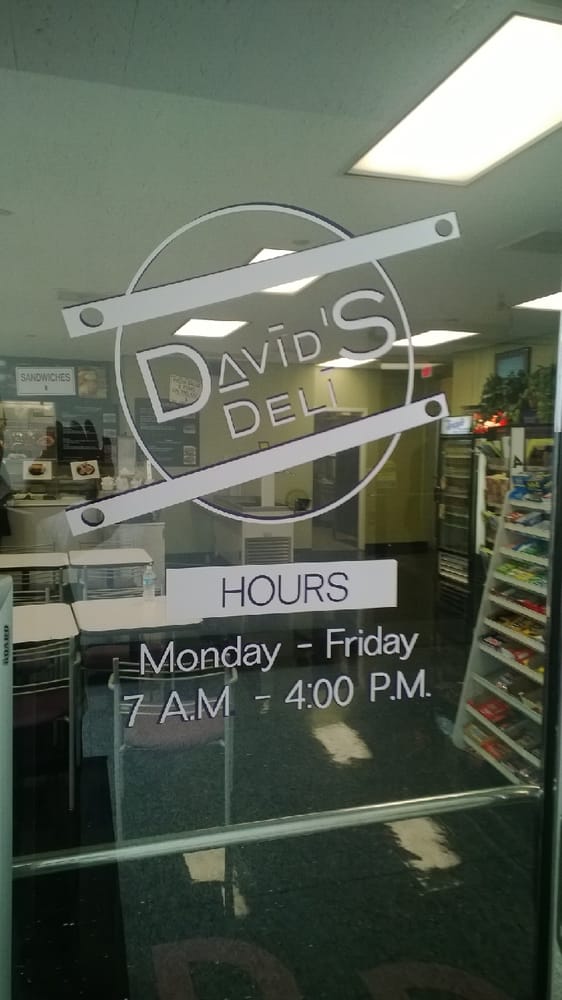 SANDWICHES
DAVID'S
DELI
HOURS
Monday - Friday
7 A.M - 4:00 P.M.